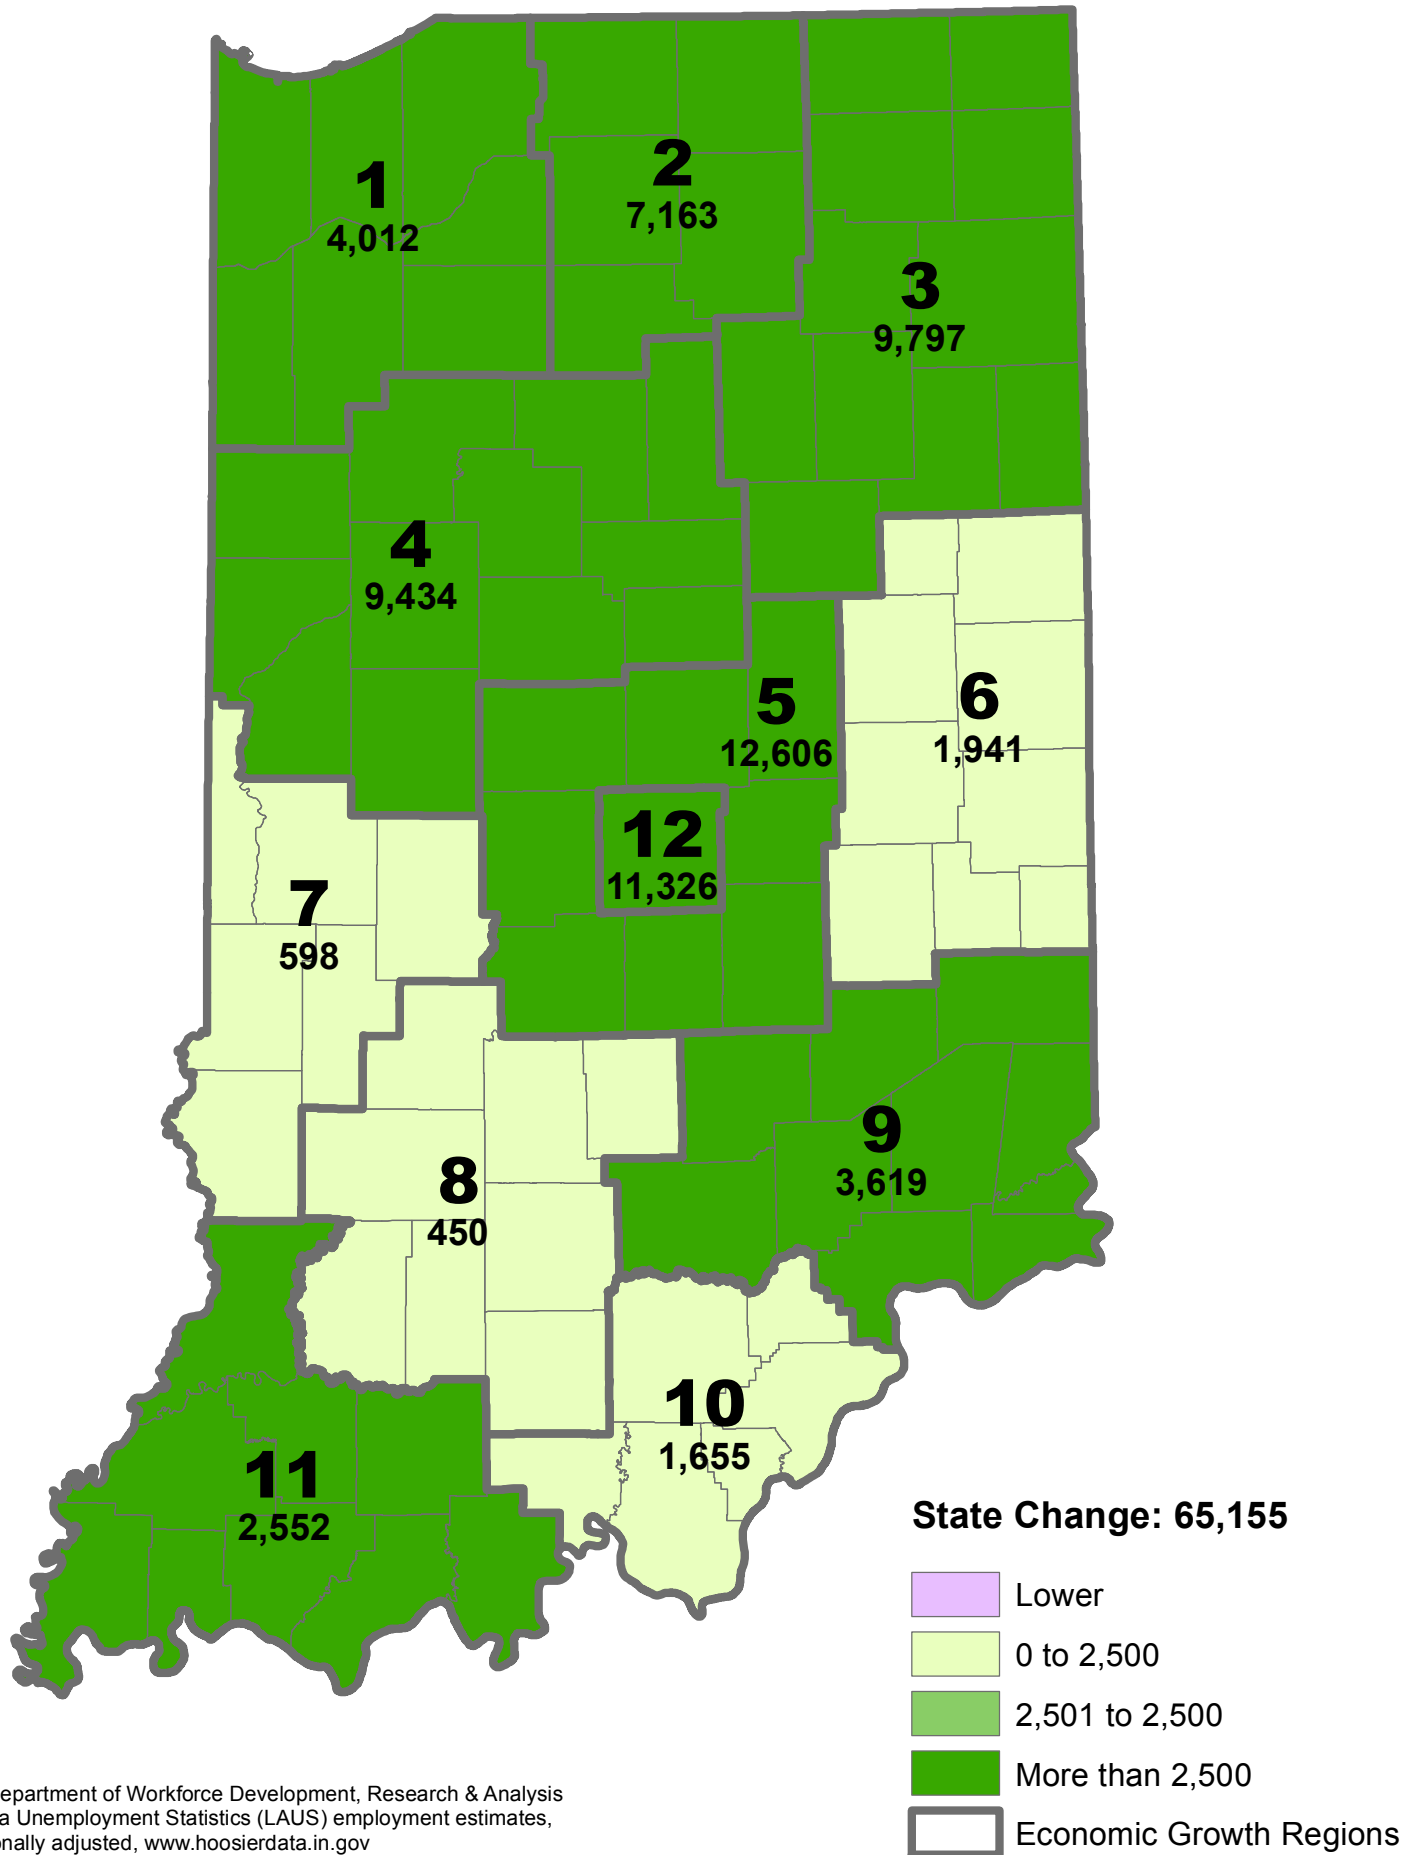 1
4,012
2
7,163
3
9,797
4
9,434
5
12,606
6
1,941
12
11,326
7
598
8
450
9
3,619
10
1,655
11
2,552
State Change: 65,155
Lower
0 to 2,500
2,501 to 2,500
More than 2,500
Economic Growth Regions
epartment of Workforce Development, Research & Analysis
a Unemployment Statistics (LAUS) employment estimates,
nally adjusted, www.hoosierdata.in.gov